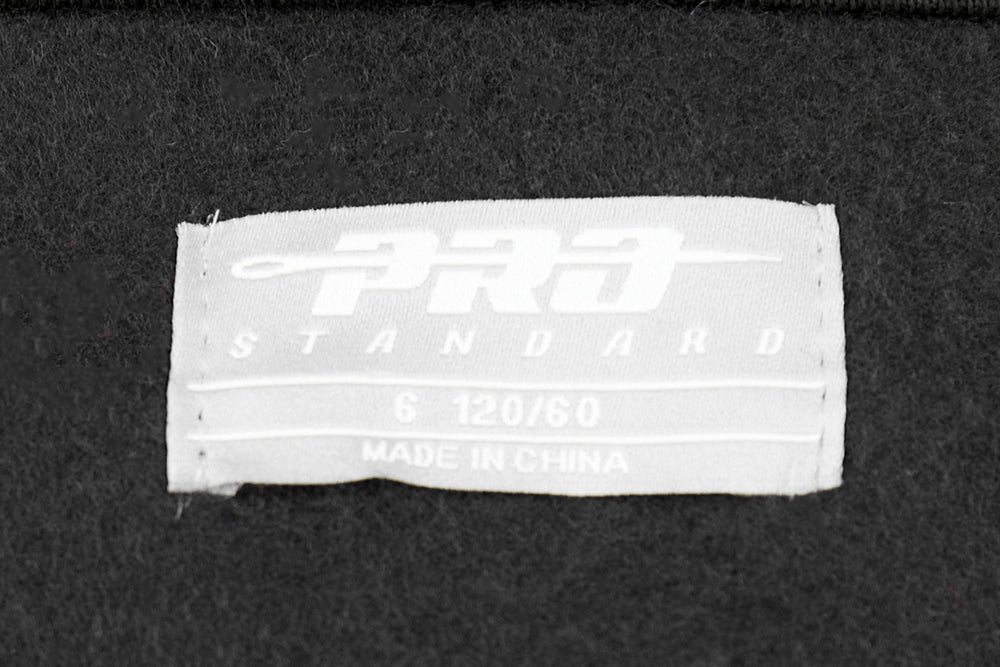 PRO
STANDARD
6 120/60
MADE IN CHINA